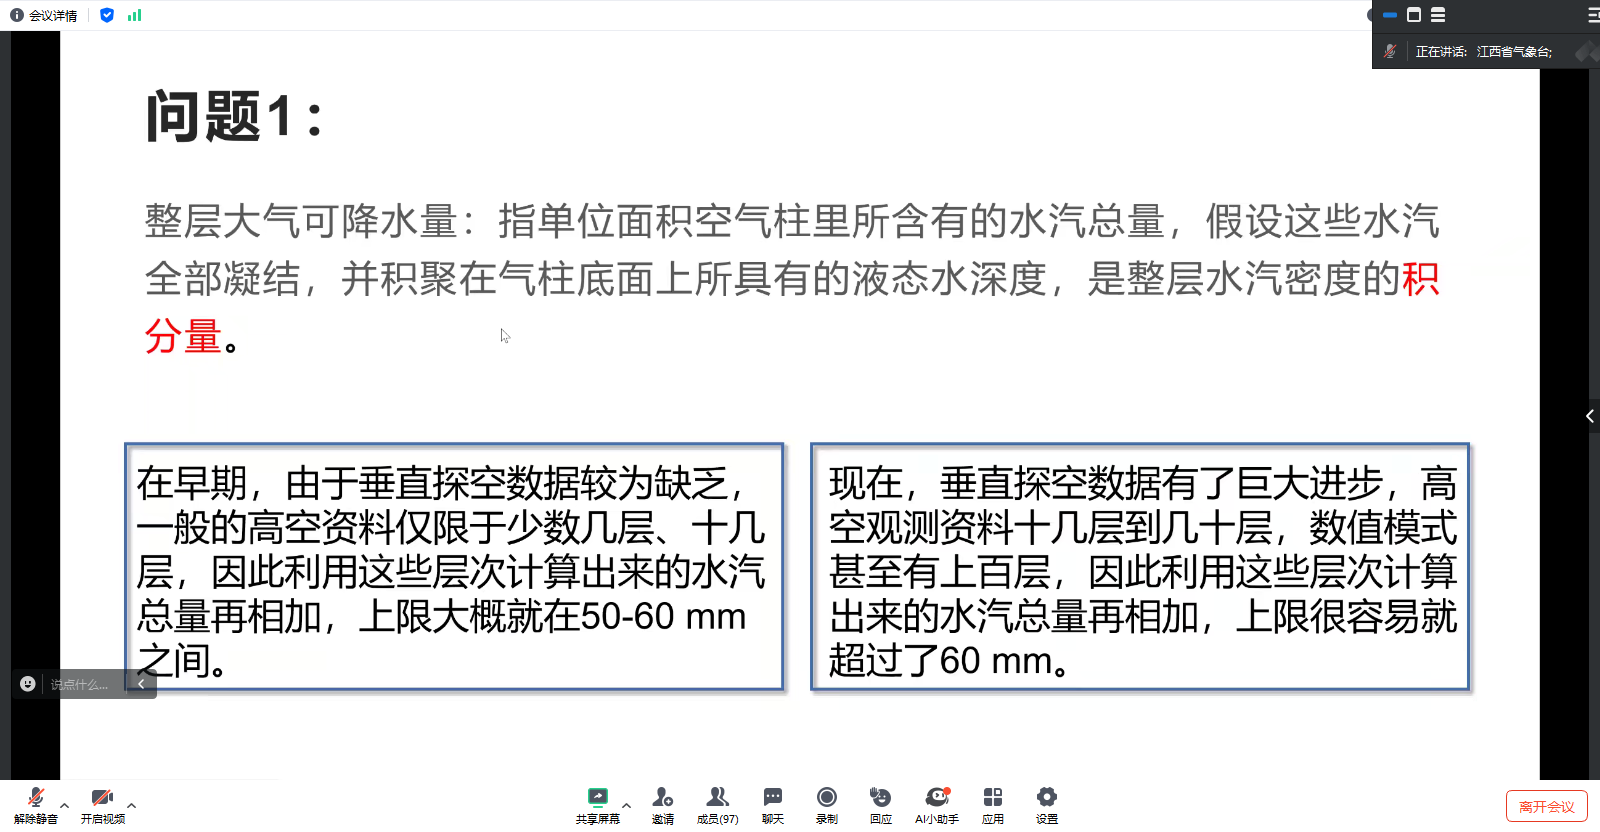 会议详情
正在讲话: 江西省气象台;
问题1：
整层大气可降水量：指单位面积空气柱里所含有的水汽总量，假设这些水汽
全部凝结，并积聚在气柱底面上所具有的液态水深度，是整层水汽密度的积
分量。
在早期，由于垂直探空数据较为缺乏，
一般的高空资料仅限于少数几层、十几
层，因此利用这些层次计算出来的水汽
总量再相加，上限大概就在50-60 mm
之间。
现在，垂直探空数据有了巨大进步，高
空观测资料十几层到几十层，数值模式
甚至有上百层，因此利用这些层次计算
出来的水汽总量再相加，上限很容易就
超过了60 mm。
说点什么...
解除静音
开启视频
共享屏幕
邀请
成员(97)
聊天
录制
回应
AI小助手
应用
设置
离开会议